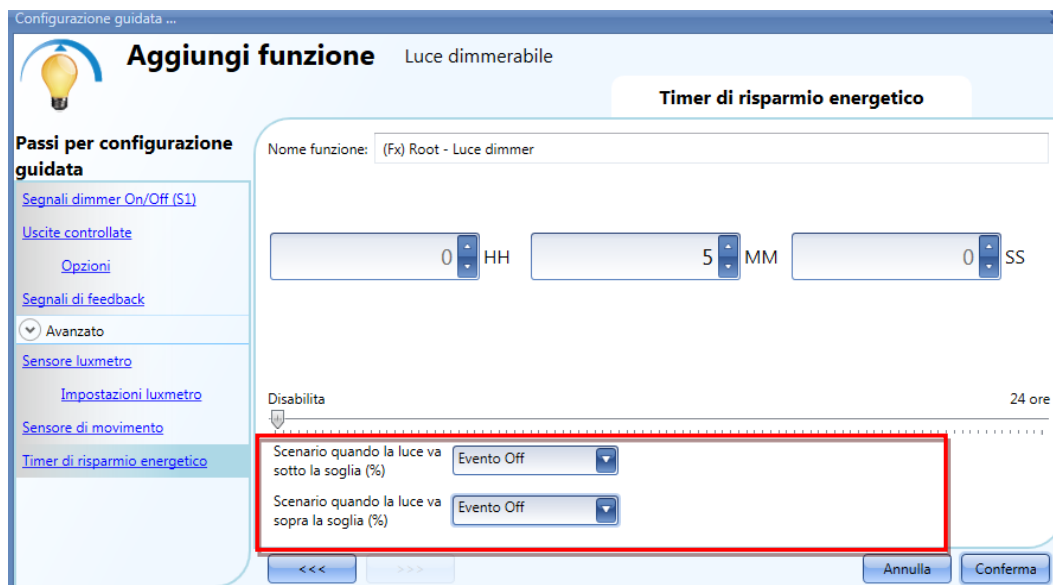 Configurazione guidata ...
Aggiungi funzione Luce dimmerabile
Timer di risparmio energetico
Passi per configurazione
guidata
Segnali dimmer On/Off (S1)
Uscite controllate
Opzioni
Segnali di feedback
Avanzato
Sensore luxmetro
Impostazioni luxmetro
Sensore di movimento
Timer di risparmio energetico
Nome funzione: (Fx) Root - Luce dimmer
0 HH 5 MM 0 SS
Disabilita 24 ore
Scenario quando la luce va
sotto la soglia (%)
Evento Off
Scenario quando la luce va
sopra la soglia (%)
Evento Off
<<< >>> Annulla Conferma